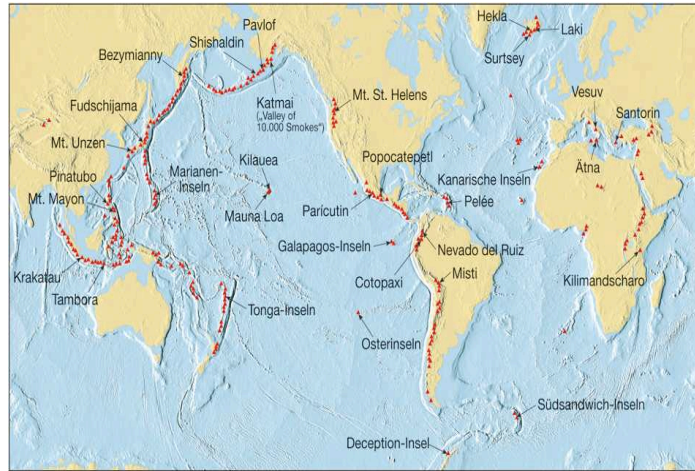 Hekla
Laki
Surtsey
Pavlof
Shishaldin
Bezymianny
Katmai
(„Valley of
10.000 Smokes“)
Mt. St. Helens
Vesuv
Santorin
Fudschijama
Mt. Unzen
Ätna
Popocatepetl
Kanarische Inseln
Pinatubo
Marianen-
Inseln
Kilauea
Mt. Mayon
Mauna Loa
Parícutin
Pelée
Galapagos-Inseln
Nevado del Ruiz
Krakatau
Cotopaxi
Misti
Kilimandscharo
Tambora
Tonga-Inseln
Osterinseln
Südsandwich-Inseln
Deception-Insel